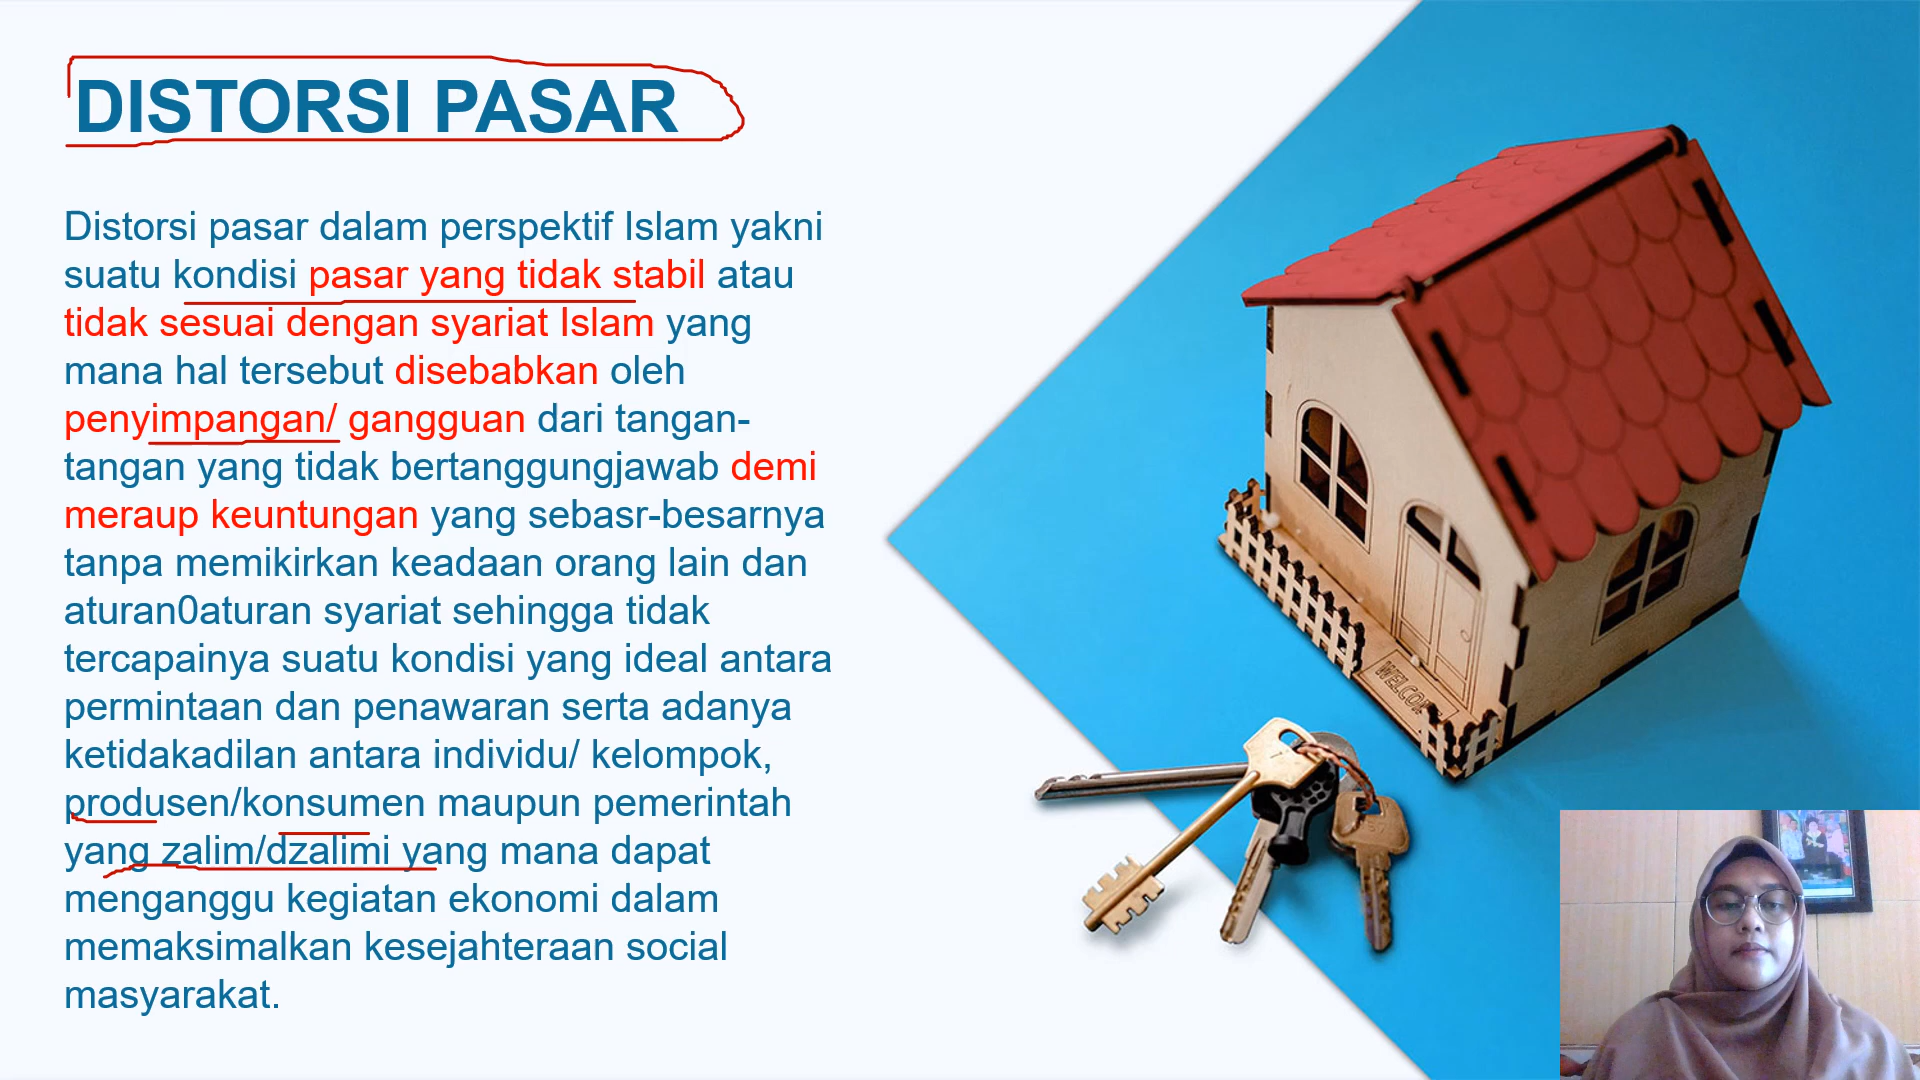 DISTORSI PASAR
Distorsi pasar dalam perspektif Islam yakni
suatu kondisi pasar yang tidak stabil atau
tidak sesuai dengan syariat Islam yang
mana hal tersebut disebabkan oleh
penyimpangan/ gangguan dari tangan-
tangan yang tidak bertanggungjawab demi
meraup keuntungan yang sebasr-besarnya
tanpa memikirkan keadaan orang lain dan
aturan0aturan syariat sehingga tidak
tercapainya suatu kondisi yang ideal antara
permintaan dan penawaran serta adanya
ketidakadilan antara individu/ kelompok,
produsen/konsumen maupun pemerintah
yang zalim/dzalimi yang mana dapat
menganggu kegiatan ekonomi dalam
memaksimalkan kesejahteraan social
masyarakat.
WELCOME